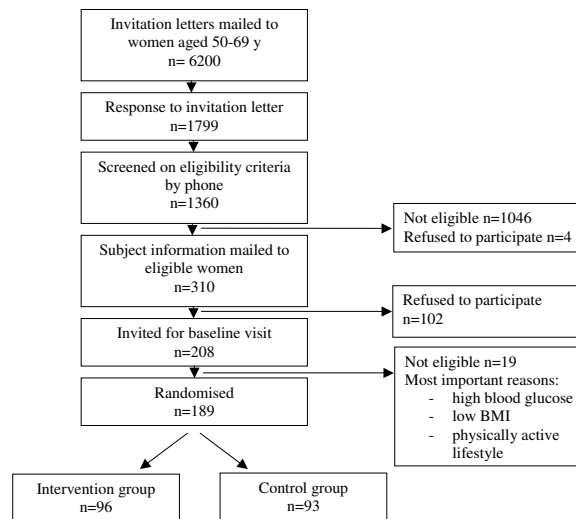 Invitation letters mailed to
women aged 50-69 y
n= 6200
Response to invitation letter
n=1799
Screened on eligibility criteria
by phone
n=1360
Not eligible n=1046
Refused to participate n=4
Subject information mailed to
eligible women
n=310
Refused to participate
n=102
Invited for baseline visit
n=208
Not eligible n=19
Most important reasons:
- high blood glucose
- low BMI
- physically active
lifestyle
Randomised
n=189
Intervention group
n=96
Control group
n=93